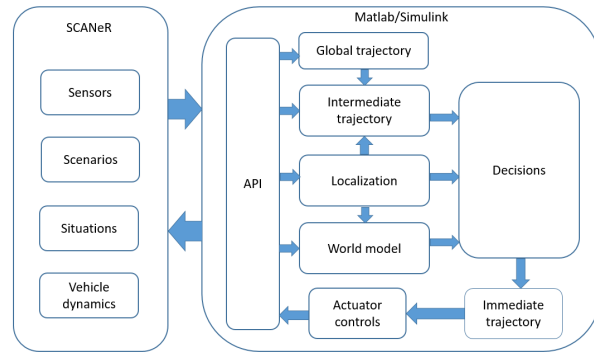 SCANeR
Sensors
Scenarios
Situations
Vehicle
dynamics
Matlab/Simulink
API
Global trajectory
Intermediate
trajectory
Localization
World model
Actuator
controls
Decisions
Immediate
trajectory